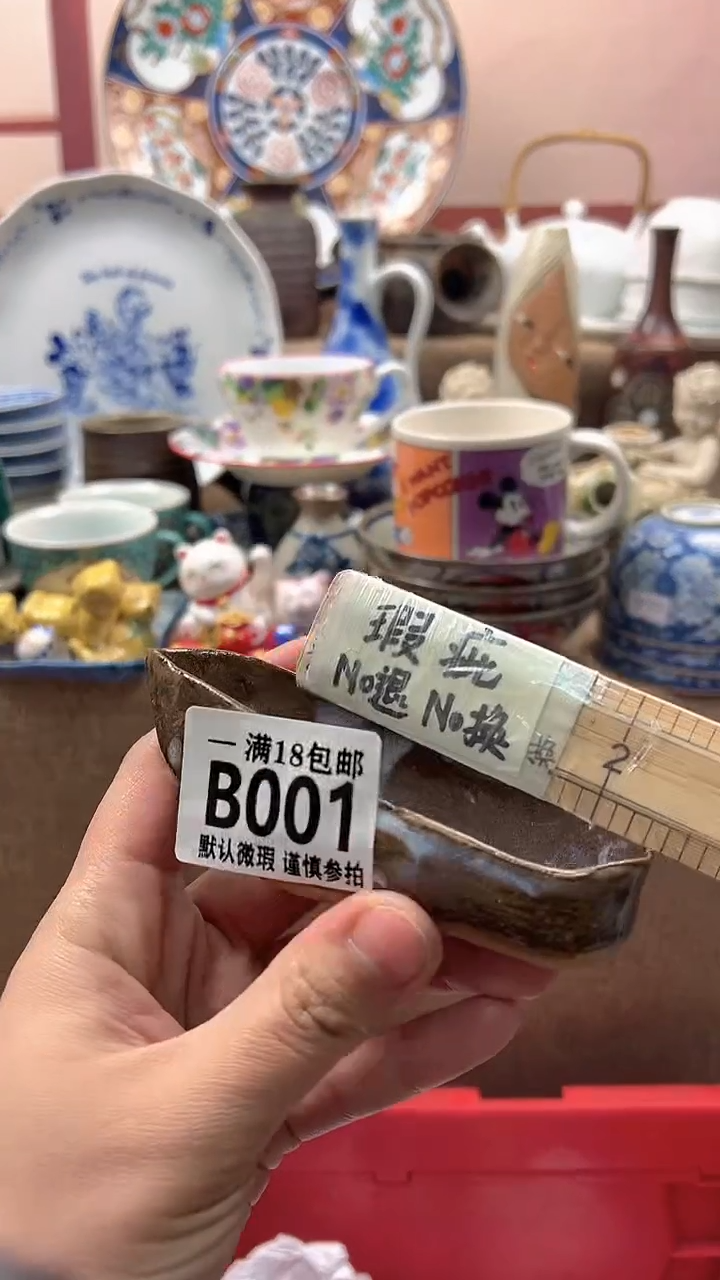 I WANT
POPCORN!
瑕疵
No退 No换
换
2
一 满18包邮
B001
默认微瑕 谨慎参拍